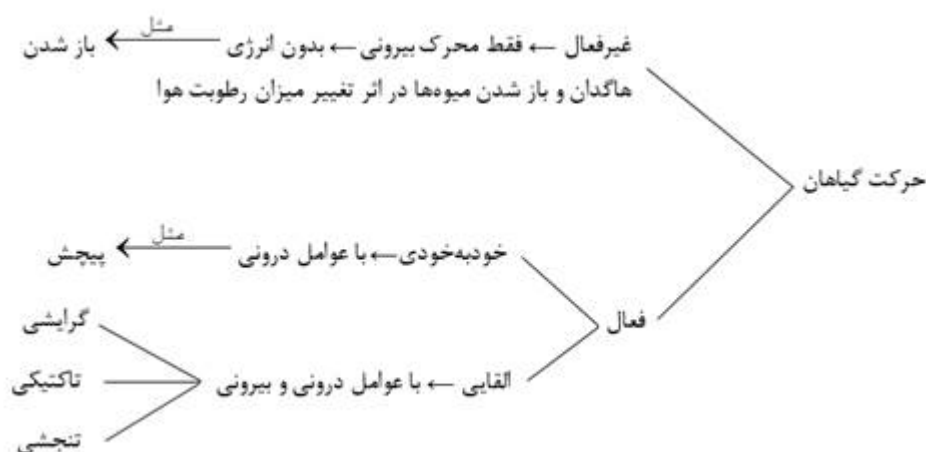 غیرفعال ← فقط محرک بیرونی ← بدون انرژی ← مثل باز شدن
هاگدان و باز شدن میوه‌ها در اثر تغییر میزان رطوبت هوا
حرکت گیاهان
خودبه‌خودی ← با عوامل درونی ← مثل پیچش
فعال
گرایشی
القایی ← با عوامل درونی و بیرونی
تاکتیکی
تنجشی